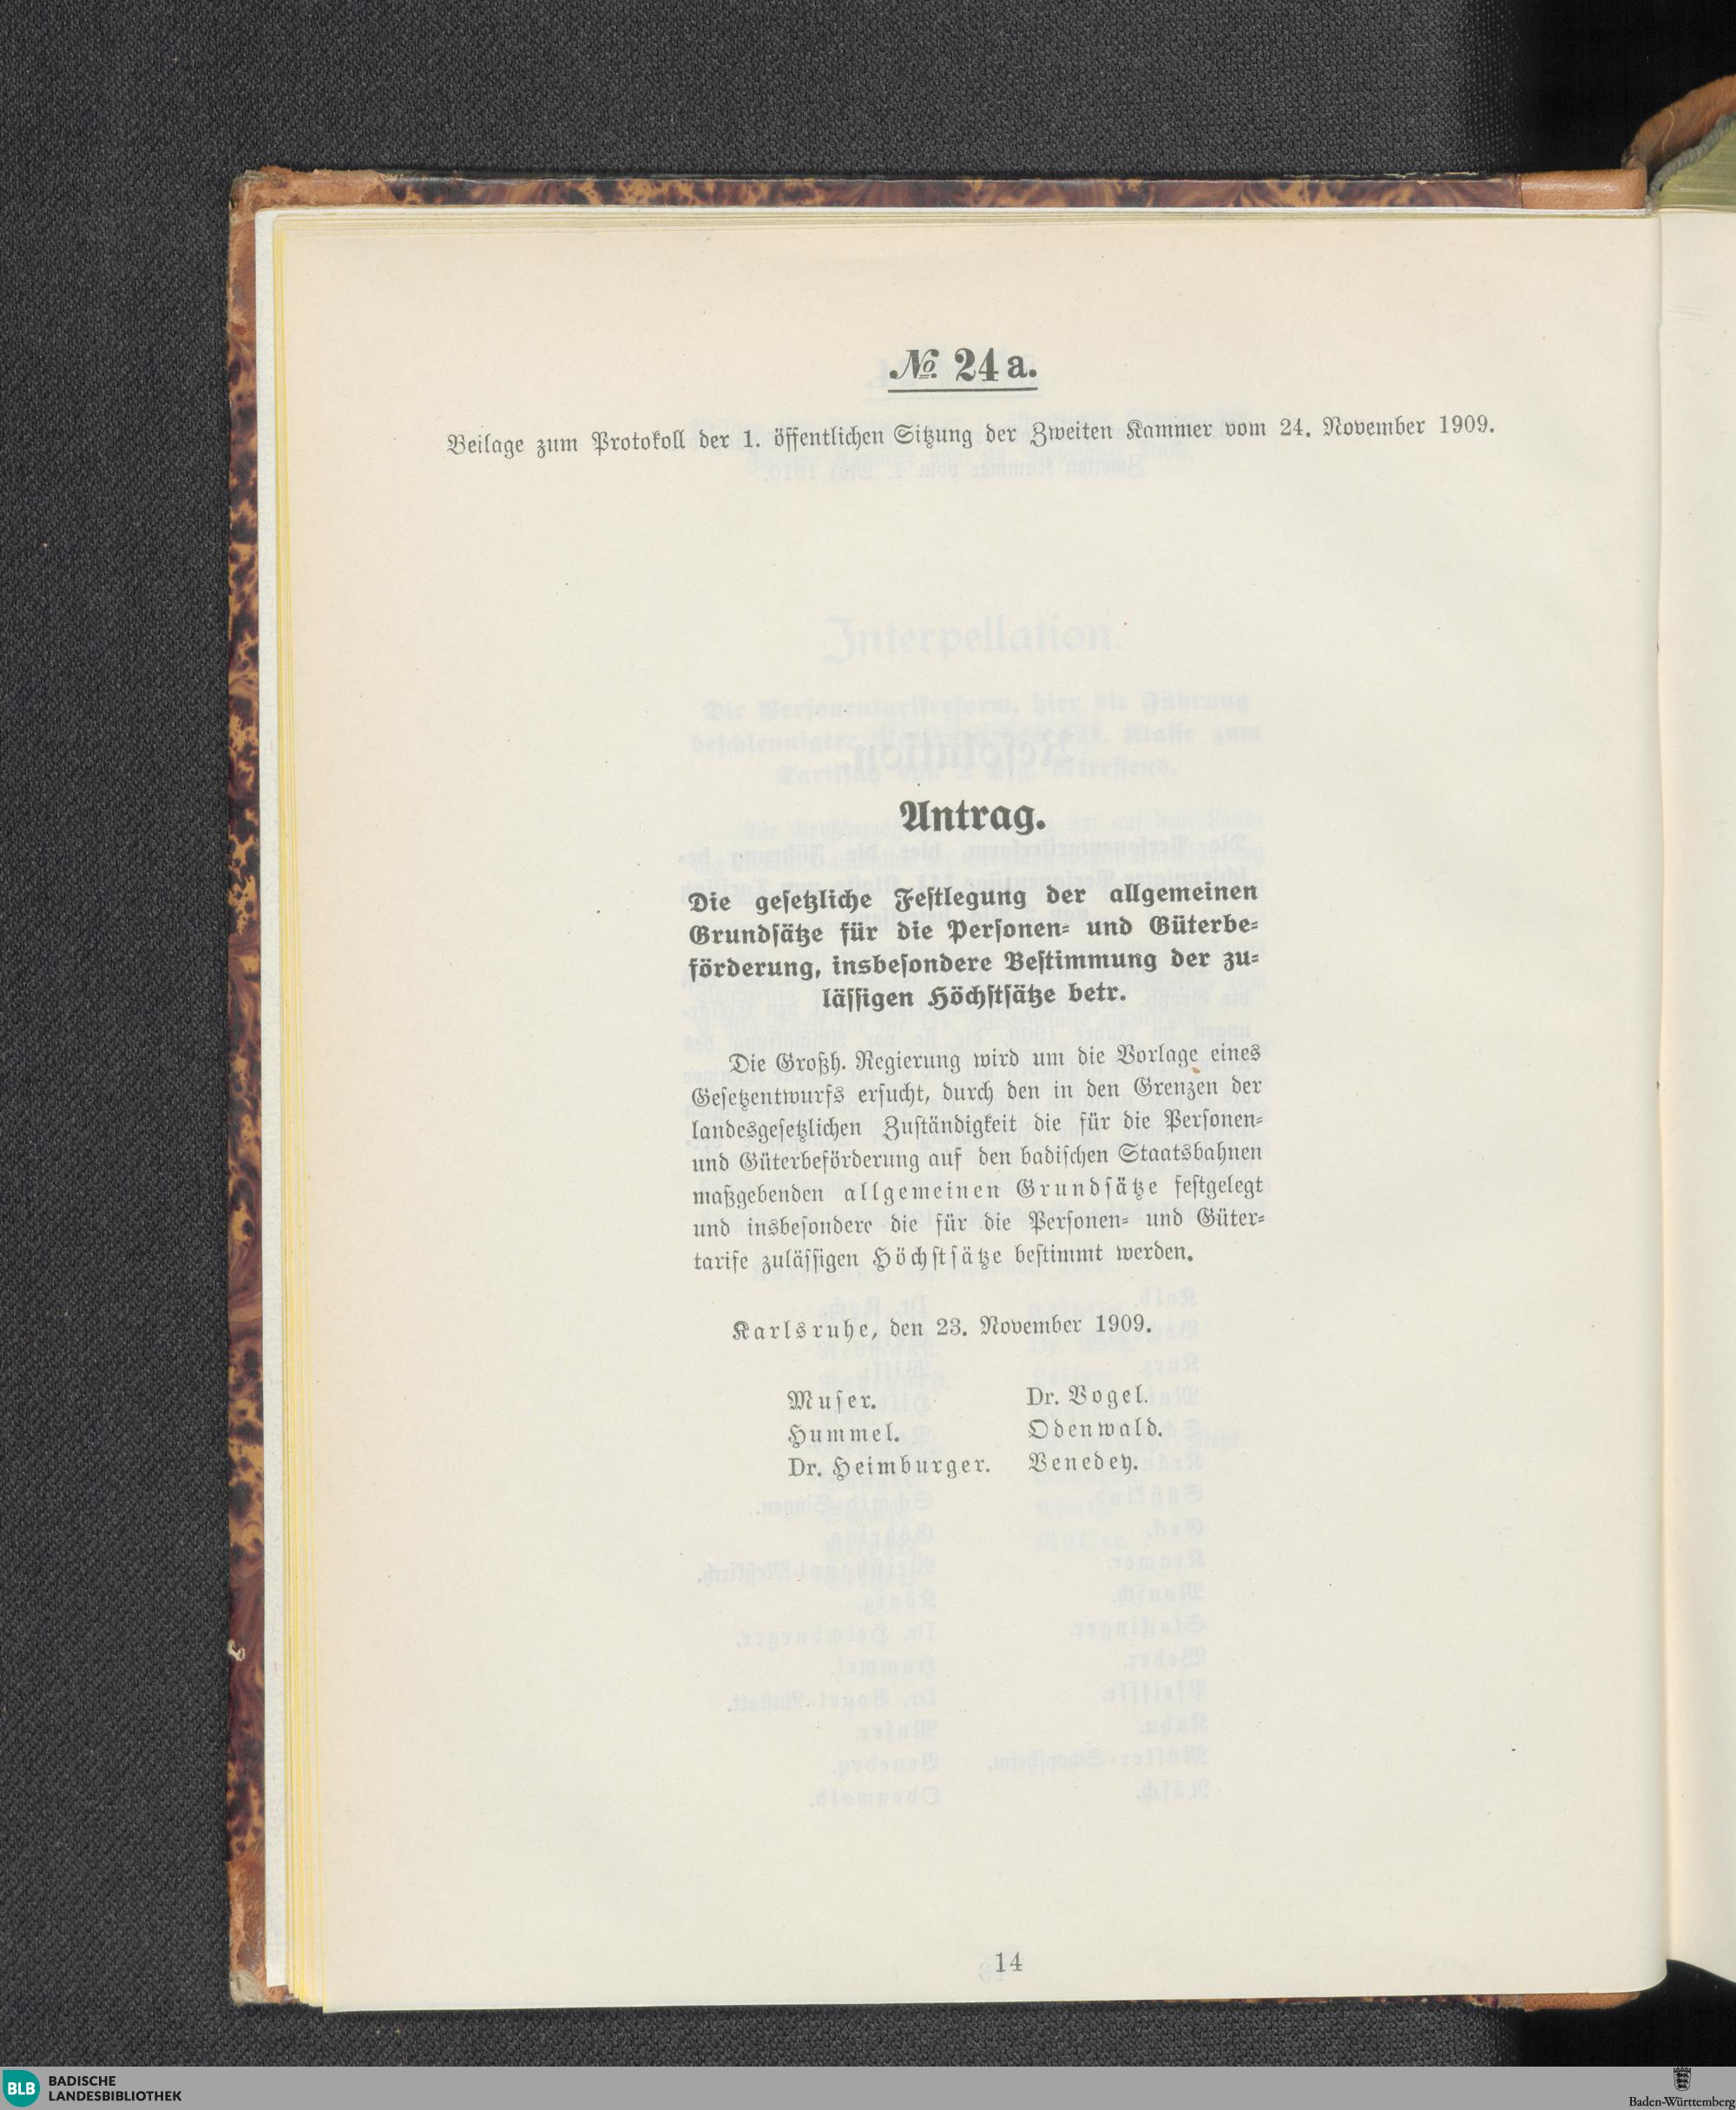 № 24 a.
Beilage zum Protokoll der 1. öffentlichen Sitzung der Zweiten Kammer vom 24. November 1909.
Antrag.
Die gesetzliche Festlegung der allgemeinen
Grundsätze für die Personen- und Güterbe-
förderung, insbesondere Bestimmung der zu-
lässigen Höchstsätze betr.
Die Großh. Regierung wird um die Vorlage eines
Gesetzentwurfs ersucht, durch den in den Grenzen der
landesgesetzlichen Zuständigkeit die für die Personen-
und Güterbeförderung auf den badischen Staatsbahnen
maßgebenden allgemeinen Grundsätze festgelegt
und insbesondere die für die Personen- und Güter-
tarife zulässigen Höchstsätze bestimmt werden.
Karlsruhe, den 23. November 1909.
Muser. Dr. Vogel.
Hummel. Odenwald.
Dr. Heimburger. Venedey.
14
BLB BADISCHE
LANDESBIBLIOTHEK
Baden-Württemberg